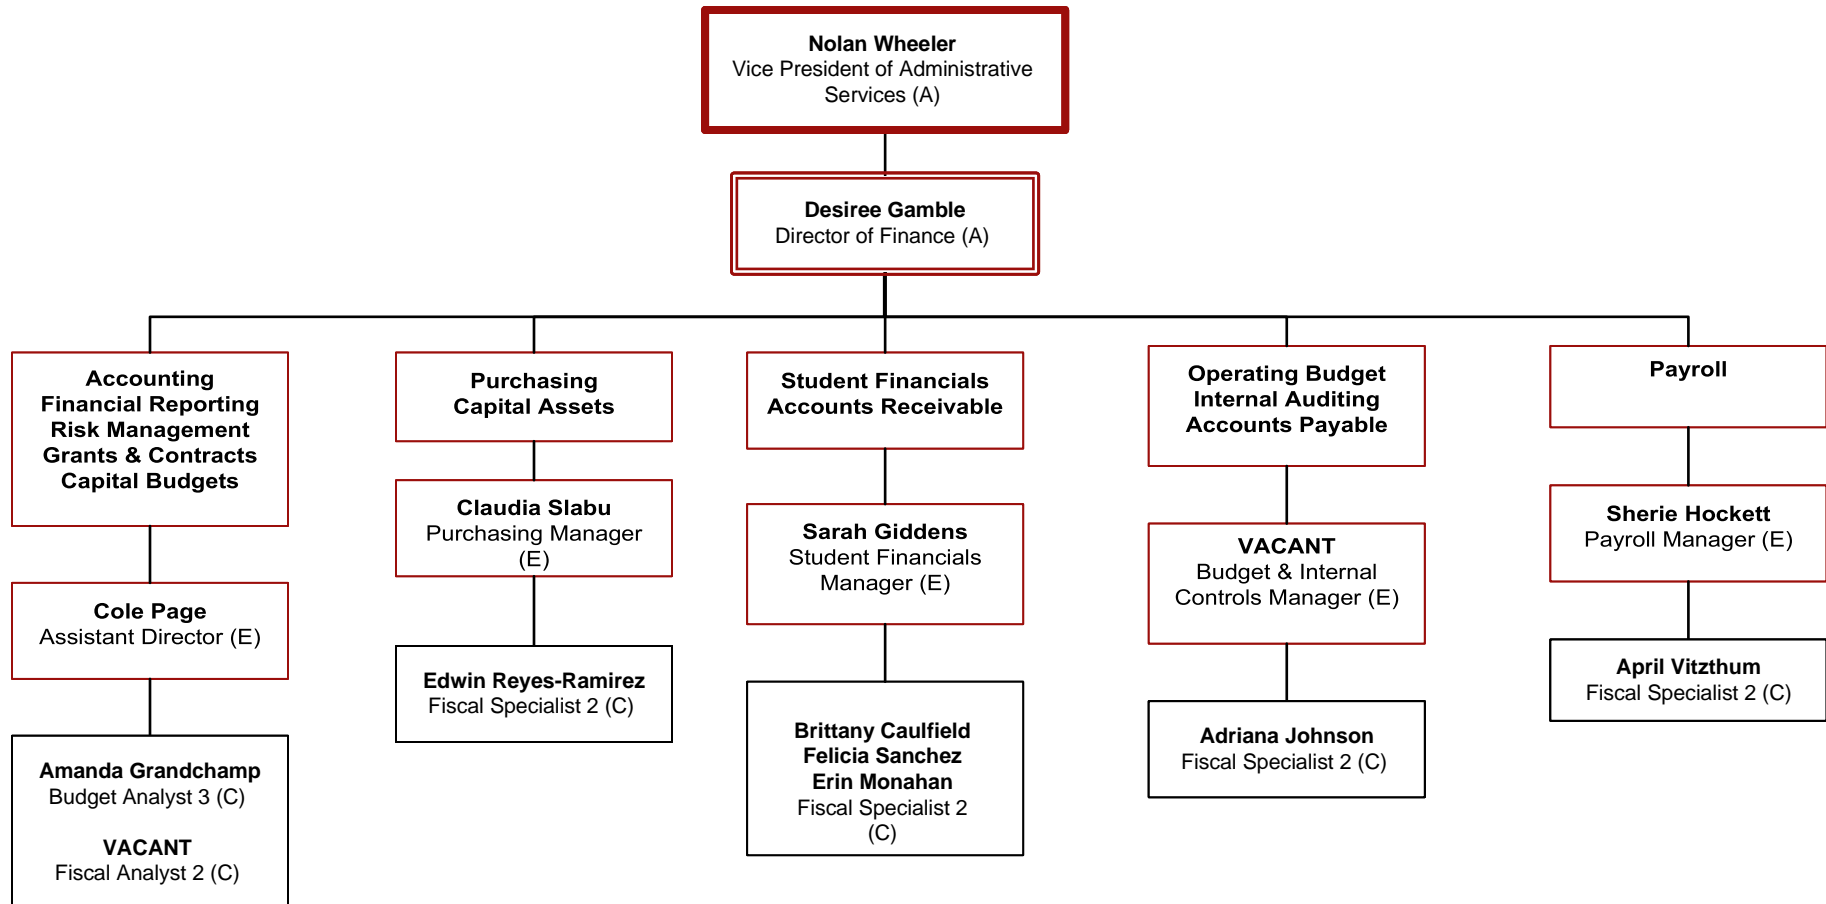 Nolan Wheeler
Vice President of Administrative
Services (A)
Desiree Gamble
Director of Finance (A)
Accounting
Financial Reporting
Risk Management
Grants & Contracts
Capital Budgets
Cole Page
Assistant Director (E)
Amanda Grandchamp
Budget Analyst 3 (C)
VACANT
Fiscal Analyst 2 (C)
Purchasing
Capital Assets
Claudia Slabu
Purchasing Manager
(E)
Edwin Reyes-Ramirez
Fiscal Specialist 2 (C)
Student Financials
Accounts Receivable
Sarah Giddens
Student Financials
Manager (E)
Brittany Caulfield
Felicia Sanchez
Erin Monahan
Fiscal Specialist 2
(C)
Operating Budget
Internal Auditing
Accounts Payable
VACANT
Budget & Internal
Controls Manager (E)
Adriana Johnson
Fiscal Specialist 2 (C)
Payroll
Sherie Hockett
Payroll Manager (E)
April Vitzthum
Fiscal Specialist 2 (C)